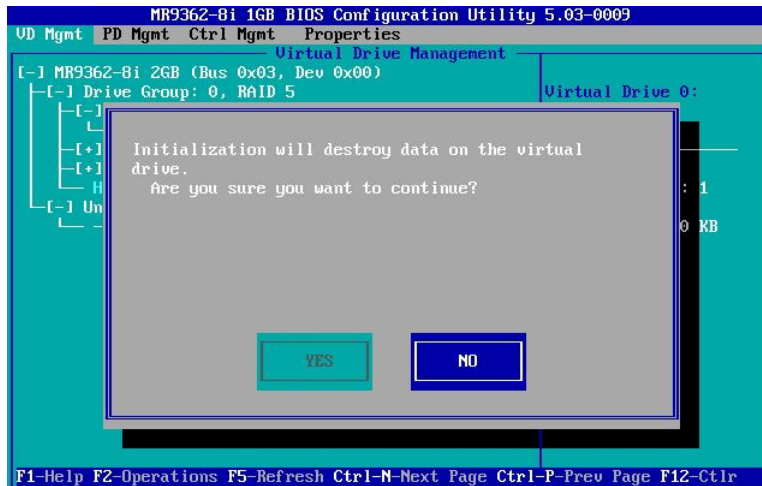 MR9362-8i 1GB BIOS Configuration Utility 5.03-0009
VD Mgmt PD Mgmt Ctrl Mgmt Properties
Virtual Drive Management
[-] MR9362-8i 2GB (Bus 0x03, Dev 0x00)
[-] Drive Group: 0, RAID 5
Virtual Drive 0:
[-]
Initialization will destroy data on the virtual
[+]
drive.
[+]
Are you sure you want to continue?
H
: 1
[-] Un
0 KB
YES
NO
F1-Help F2-Operations F5-Refresh Ctrl-N-Next Page Ctrl-P-Prev Page F12-Ctlr